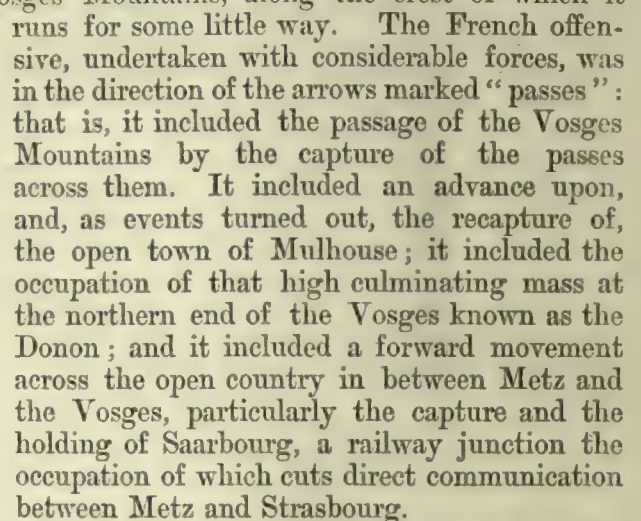 runs for some little way. The French offen-
sive, undertaken with considerable forces, was
in the direction of the arrows marked “passes”:
that is, it included the passage of the Vosges
Mountains by the capture of the passes
across them. It included an advance upon,
and, as events turned out, the recapture of,
the open town of Mulhouse; it included the
occupation of that high culminating mass at
the northern end of the Vosges known as the
Donon; and it included a forward movement
across the open country in between Metz and
the Vosges, particularly the capture and the
holding of Saarbourg, a railway junction the
occupation of which cuts direct communication
between Metz and Strasbourg.